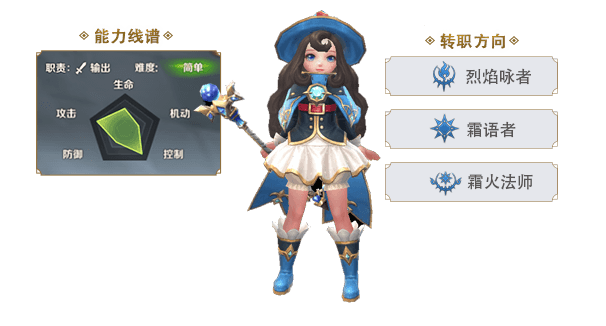 能力线谱
职责： 输出 难度： 简单
生命
攻击 机动
防御 控制
转职方向
烈焰咏者
霜语者
霜火法师